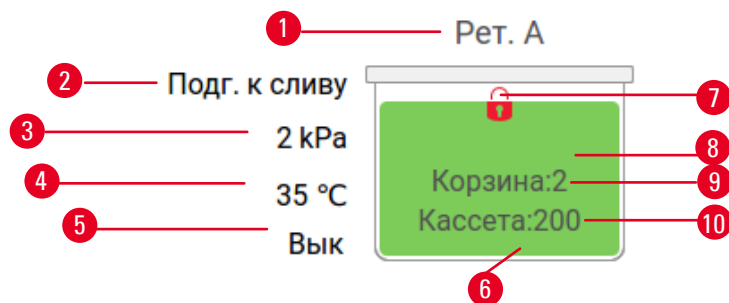 1 Рет. А
2 Подг. к сливу
7
3 2 kPa
8
4 35 °C
Корзина:2 9
5 Вык
Кассета:200 10
6